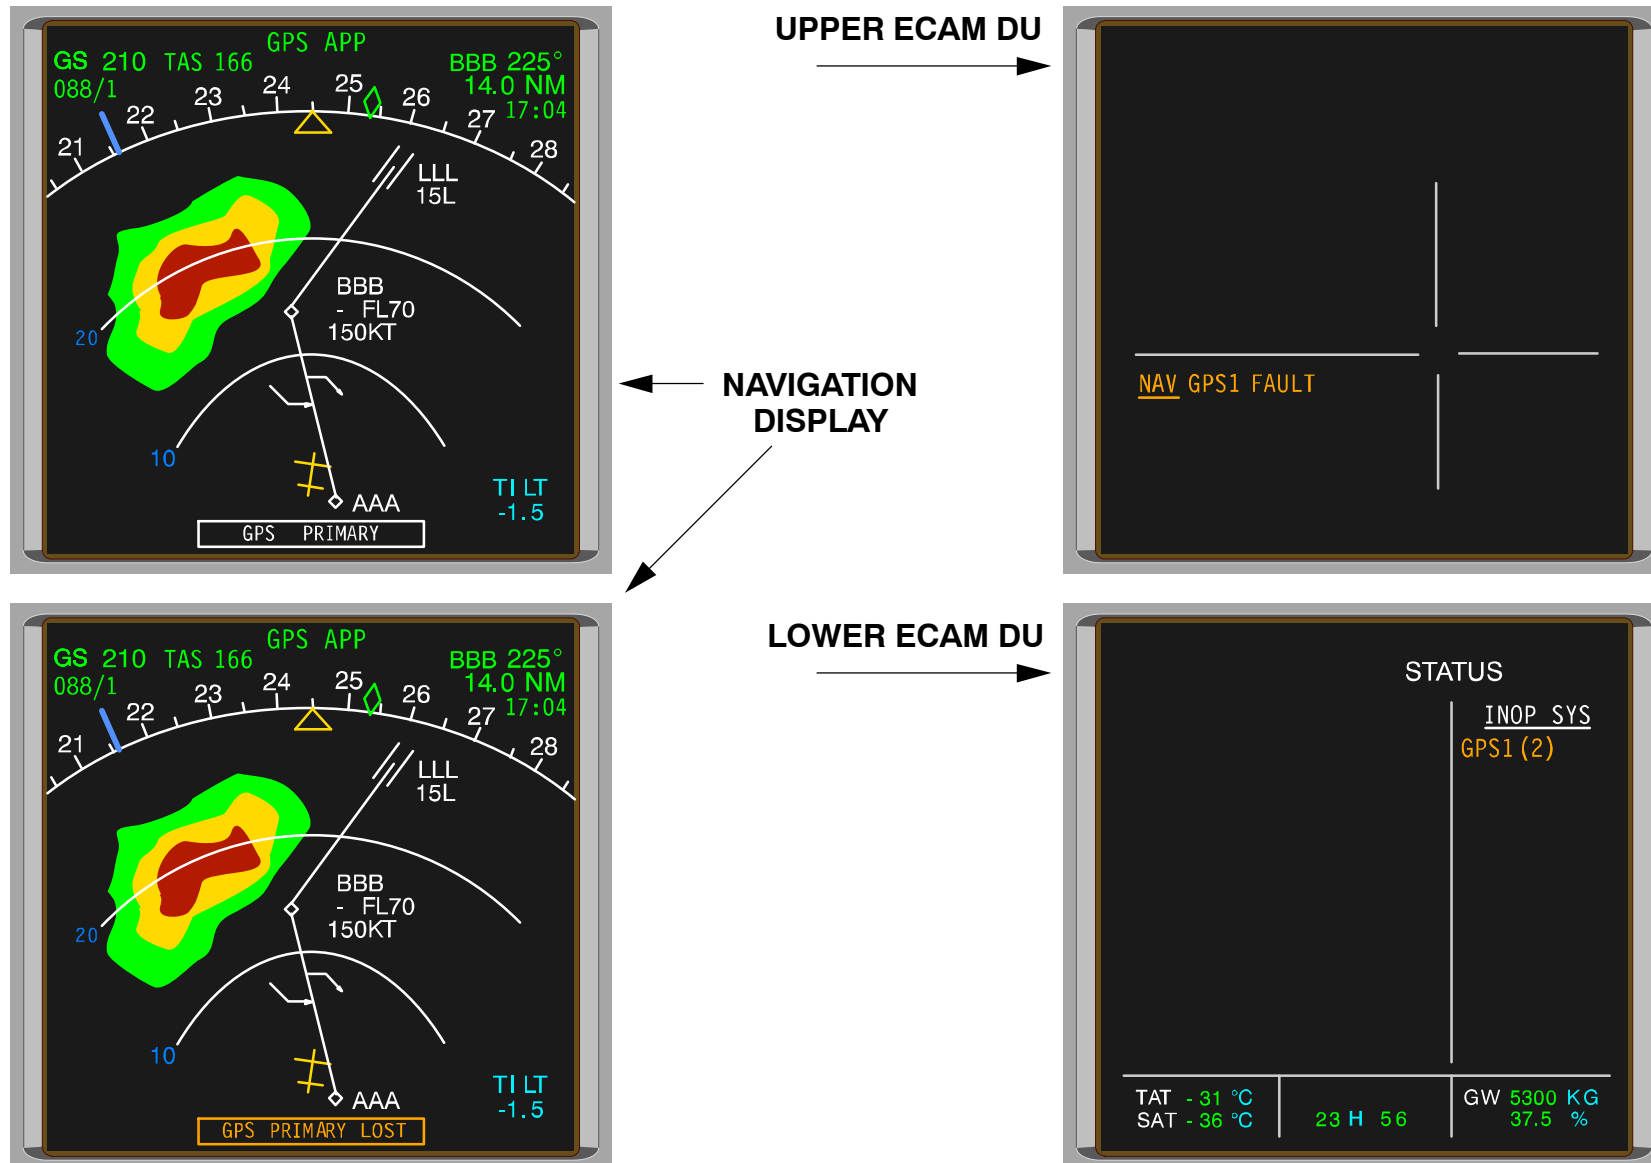 GPS APP
GS 210 TAS 166
BBB 225°
088/1
14.0 NM
17:04
21
22
23
24
25
26
27
28
LLL
15L
BBB
- FL70
150KT
20
10
AAA
TILT
-1.5
GPS PRIMARY
UPPER ECAM DU
NAV GPS1 FAULT
NAVIGATION
DISPLAY
GPS APP
GS 210 TAS 166
BBB 225°
088/1
14.0 NM
17:04
21
22
23
24
25
26
27
28
LLL
15L
BBB
- FL70
150KT
20
10
AAA
TILT
-1.5
GPS PRIMARY LOST
LOWER ECAM DU
STATUS
INOP SYS
GPS1(2)
TAT - 31 °C
SAT - 36 °C
23 H 56
GW 5300 KG
37.5 %